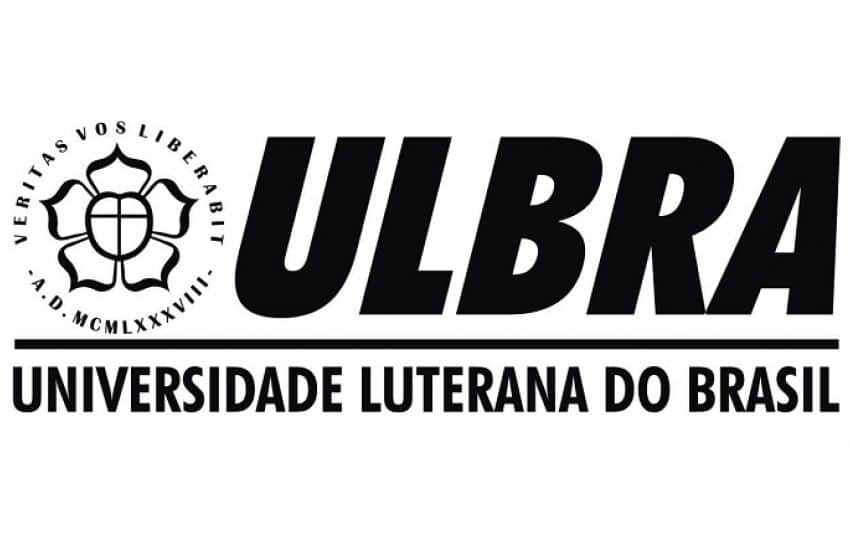 VERITAS VOS LIBERABIT
- A.D. MCMLXXXVIII -
ULBRA
UNIVERSIDADE LUTERANA DO BRASIL